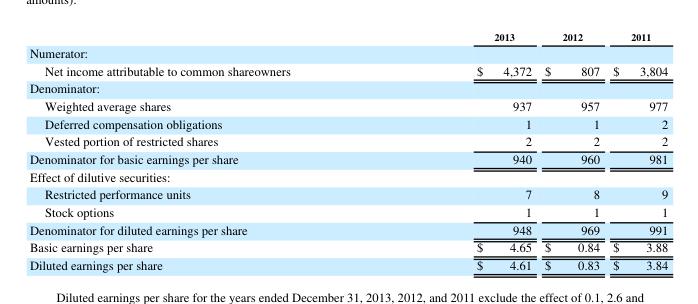 amounts):
2013 2012 2011
Numerator:
Net income attributable to common shareowners $ 4,372 $ 807 $ 3,804
Denominator:
Weighted average shares 937 957 977
Deferred compensation obligations 1 1 2
Vested portion of restricted shares 2 2 2
Denominator for basic earnings per share 940 960 981
Effect of dilutive securities:
Restricted performance units 7 8 9
Stock options 1 1 1
Denominator for diluted earnings per share 948 969 991
Basic earnings per share $ 4.65 $ 0.84 $ 3.88
Diluted earnings per share $ 4.61 $ 0.83 $ 3.84
Diluted earnings per share for the years ended December 31, 2013, 2012, and 2011 exclude the effect of 0.1, 2.6 and